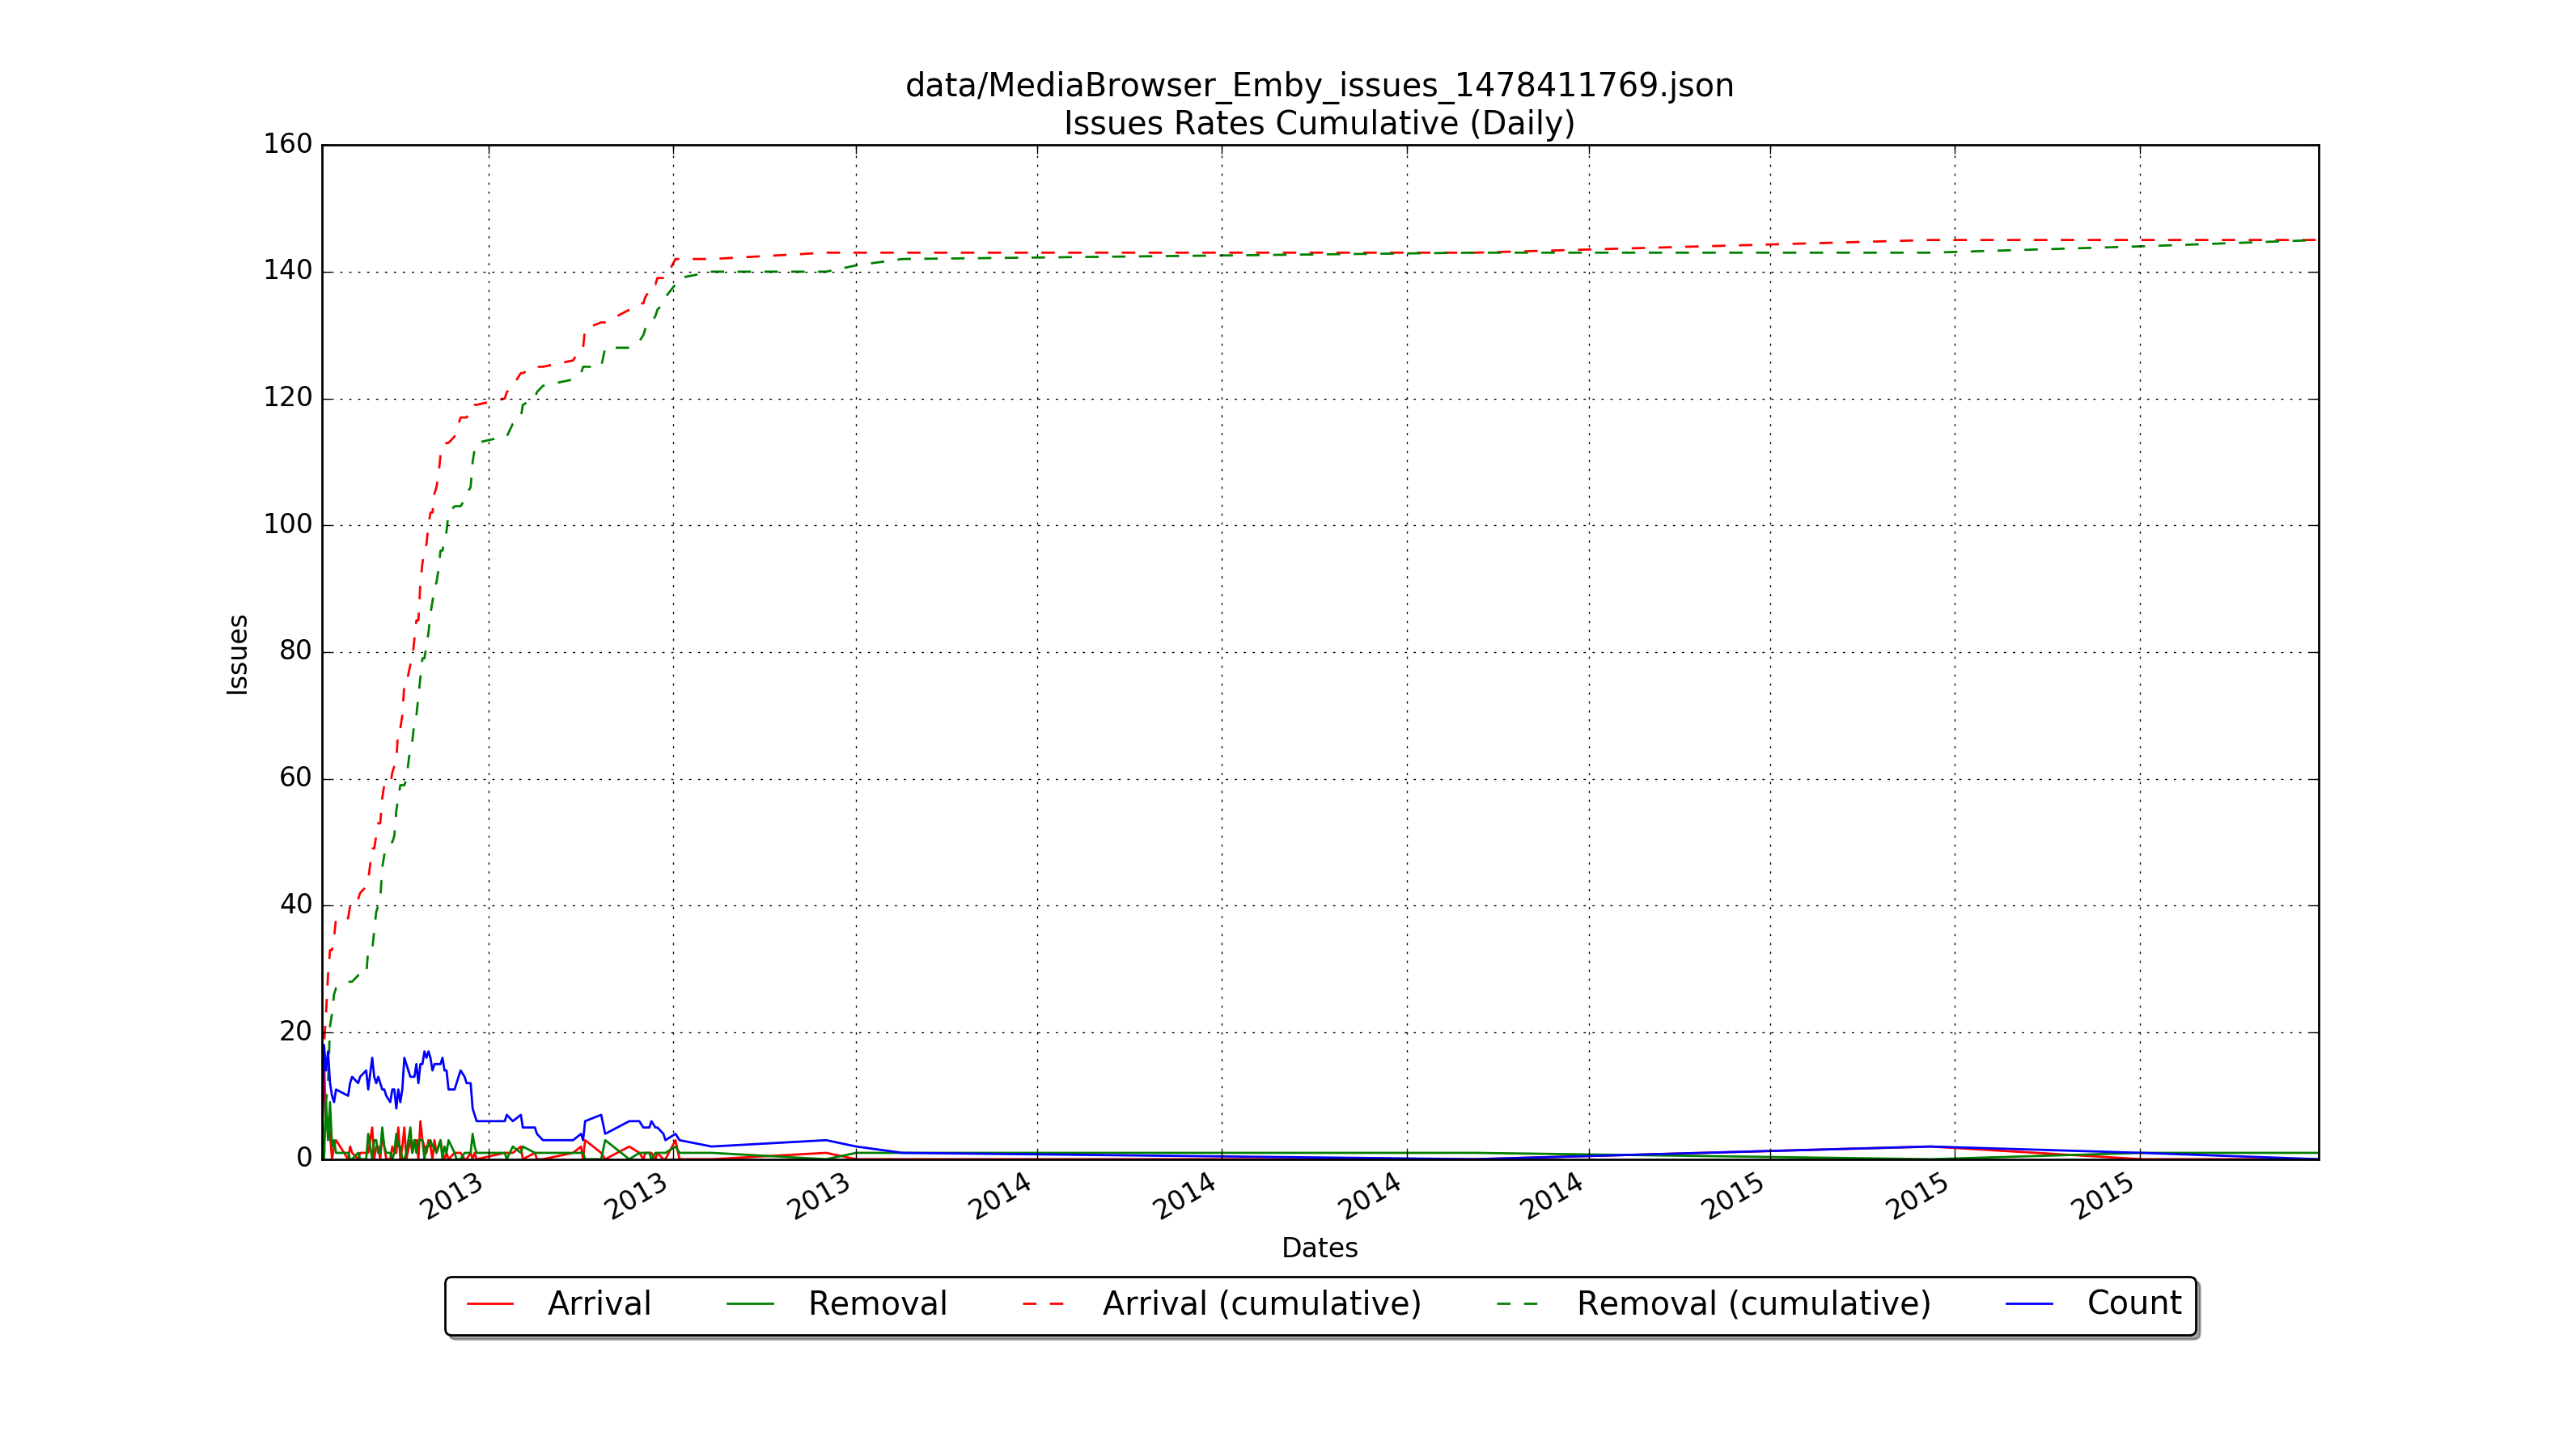 data/MediaBrowser_Emby_issues_1478411769.json
Issues Rates Cumulative (Daily)
160
140
120
100
80
60
40
20
0
Issues
2013 2013 2013 2014 2014 2014 2014 2015 2015 2015
Dates
Arrival Removal Arrival (cumulative) Removal (cumulative) Count